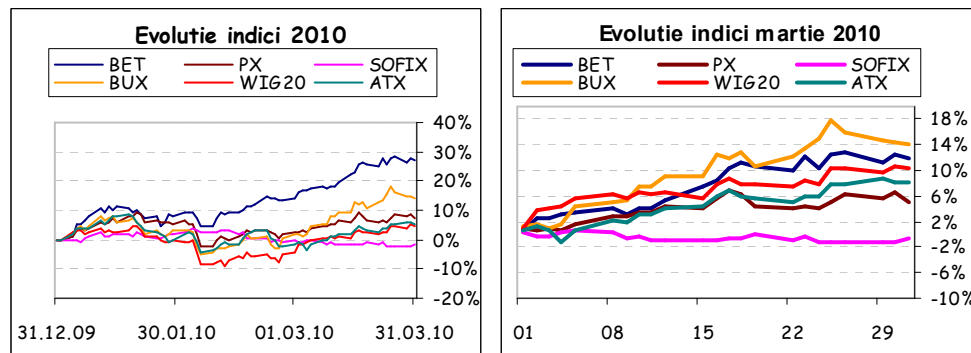 Evolutie indici 2010
BET PX SOFIX
BUX WIG20 ATX
40%
30%
20%
10%
0%
-10%
-20%
31.12.09 30.01.10 01.03.10 31.03.10
Evolutie indici martie 2010
BET PX SOFIX
BUX WIG20 ATX
18%
14%
10%
6%
2%
-2%
-6%
-10%
01 08 15 22 29